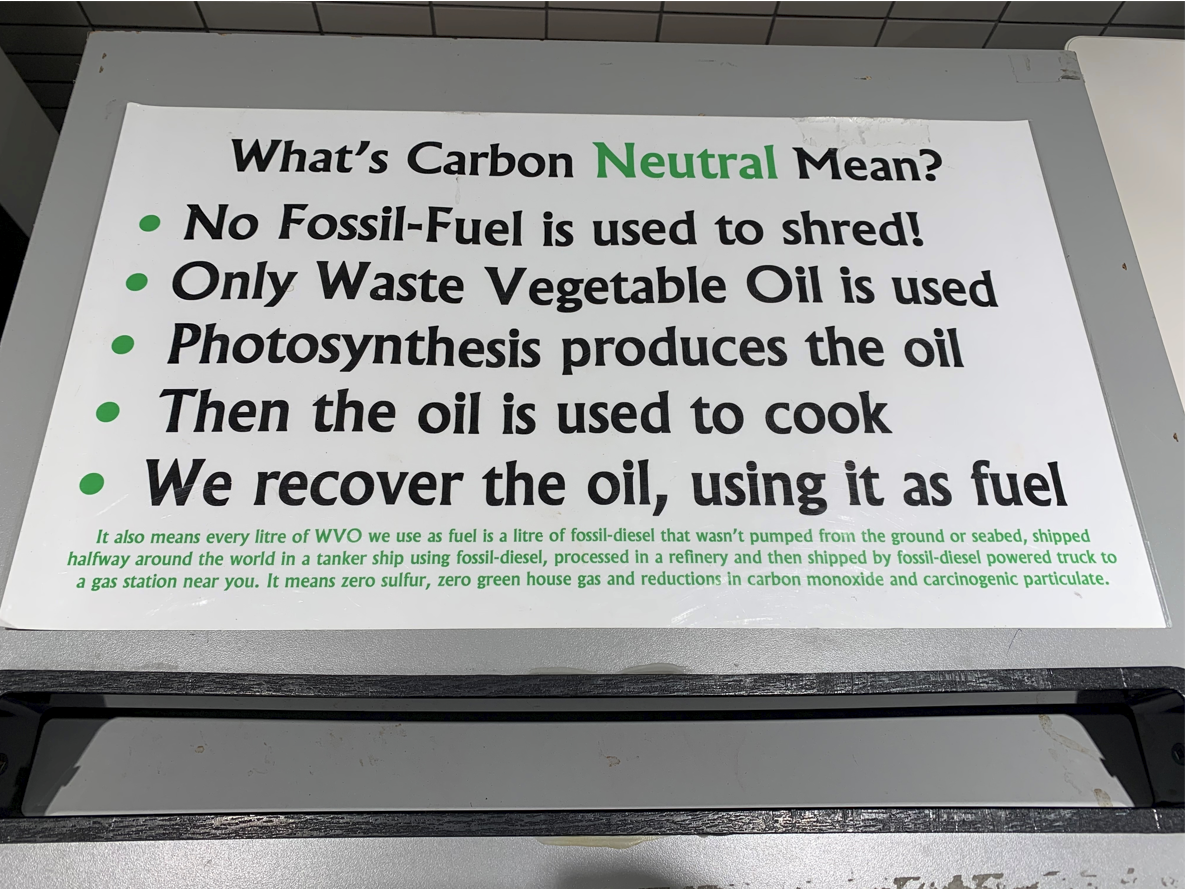 What's Carbon Neutral Mean?
• No Fossil-Fuel is used to shred!
• Only Waste Vegetable Oil is used
• Photosynthesis produces the oil
• Then the oil is used to cook
• We recover the oil, using it as fuel
It also means every litre of WVO we use as fuel is a litre of fossil-diesel that wasn't pumped from the ground or seabed, shipped
halfway around the world in a tanker ship using fossil-diesel, processed in a refinery and then shipped by fossil-diesel powered truck to
a gas station near you. It means zero sulfur, zero green house gas and reductions in carbon monoxide and carcinogenic particulate.